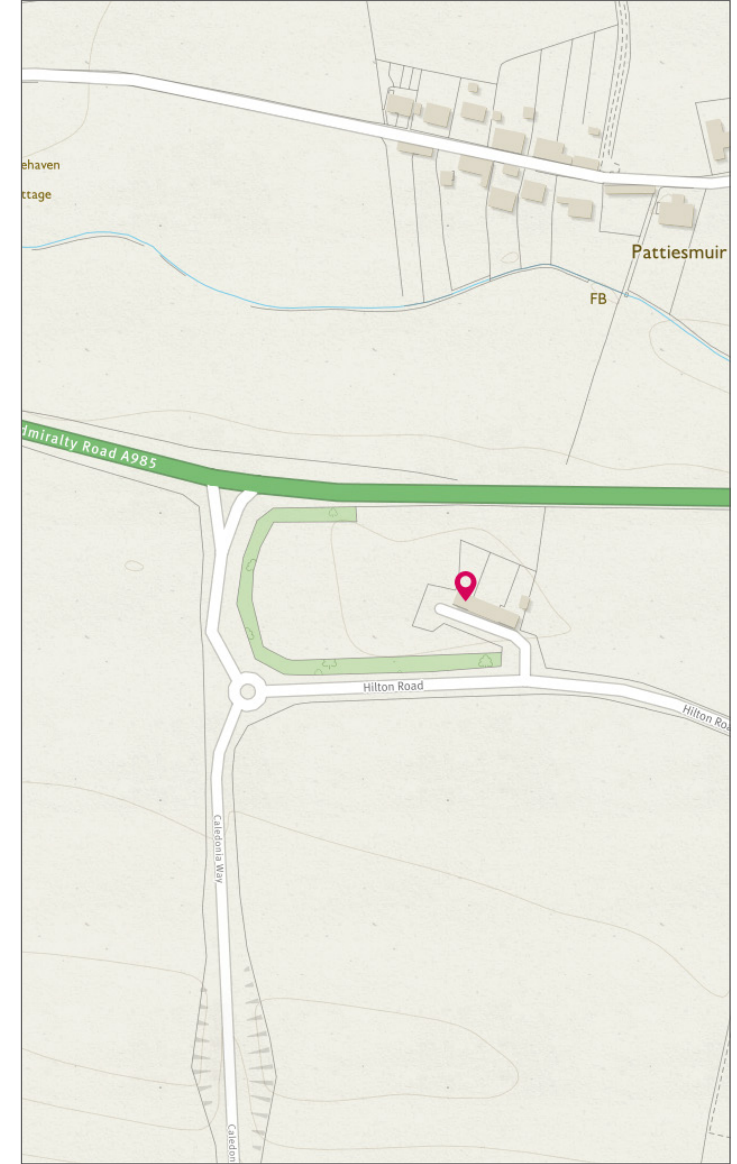 ehaven
ttage
Pattiesmuir
FB
dmiralty Road A985
Hilton Road
Hilton Roa
Caledonia Way
Caledon